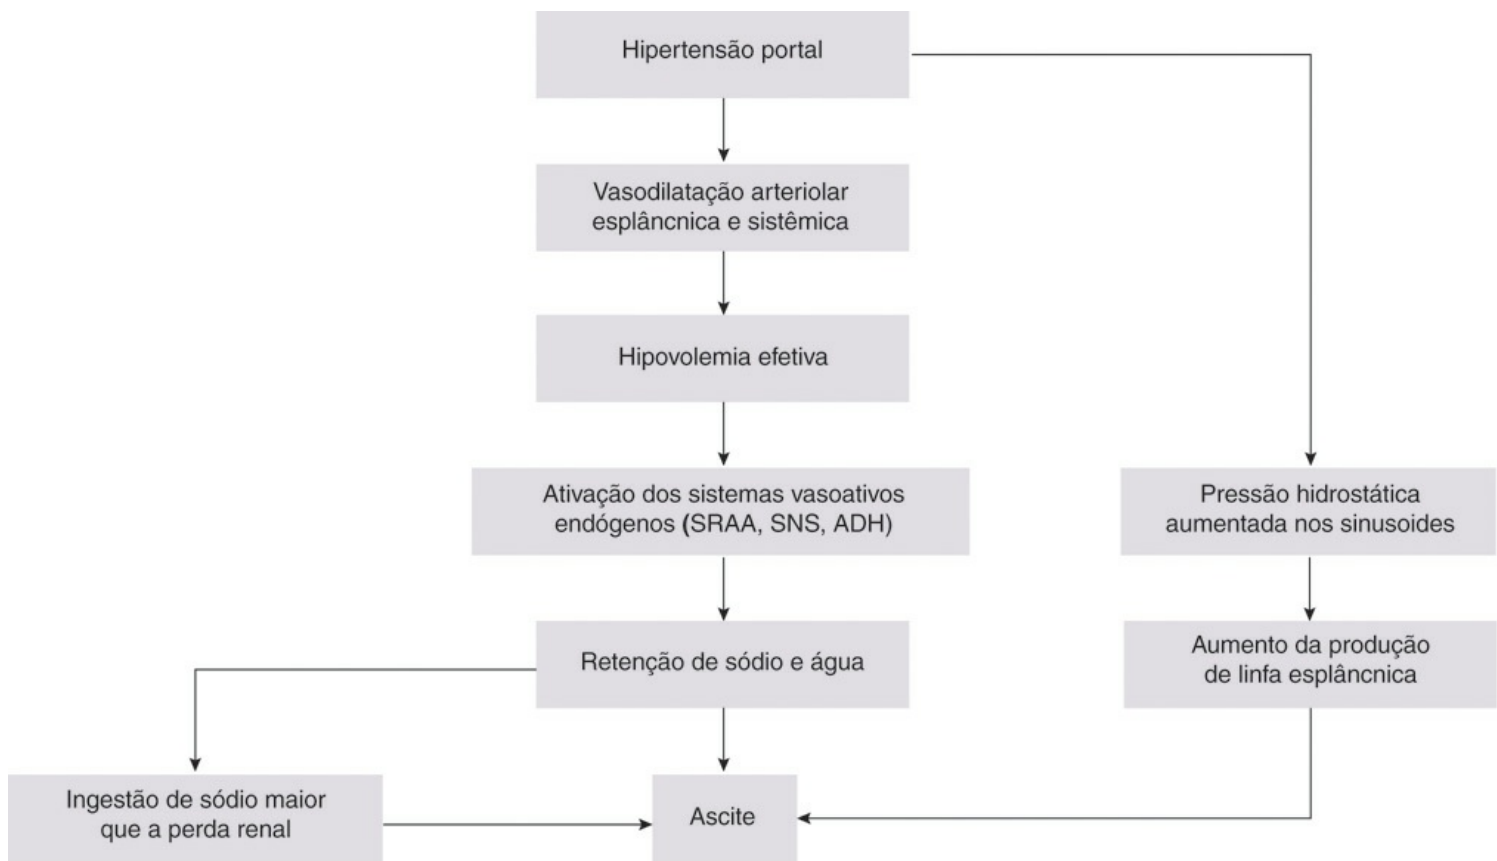 Hipertensão portal
Vasodilatação arteriolar
esplâncnica e sistêmica
Hipovolemia efetiva
Ativação dos sistemas vasoativos
endógenos (SRAA, SNS, ADH)
Pressão hidrostática
aumentada nos sinusoides
Retenção de sódio e água
Aumento da produção
de linfa esplâncnica
Ingestão de sódio maior
que a perda renal
Ascite